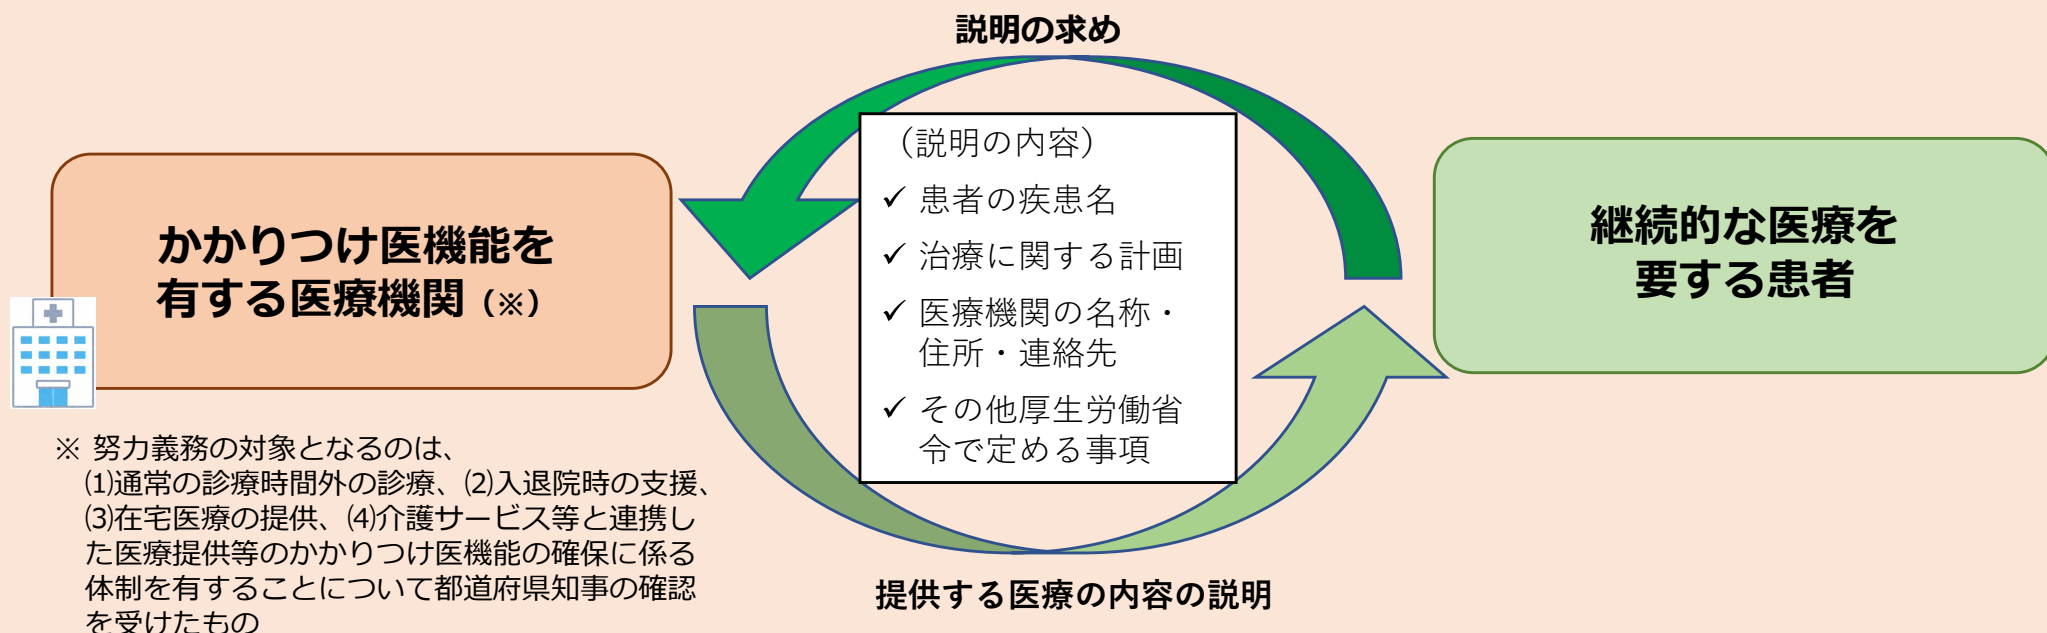 説明の求め
かかりつけ医機能を
有する医療機関（※）
（説明の内容）
✓ 患者の疾患名
✓ 治療に関する計画
✓ 医療機関の名称・
住所・連絡先
✓ その他厚生労働省
令で定める事項
継続的な医療を
要する患者
※ 努力義務の対象となるのは、
⑴通常の診療時間外の診療、⑵入退院時の支援、
⑶在宅医療の提供、⑷介護サービス等と連携し
た医療提供等のかかりつけ医機能の確保に係る
体制を有することについて都道府県知事の確認
を受けたもの
提供する医療の内容の説明